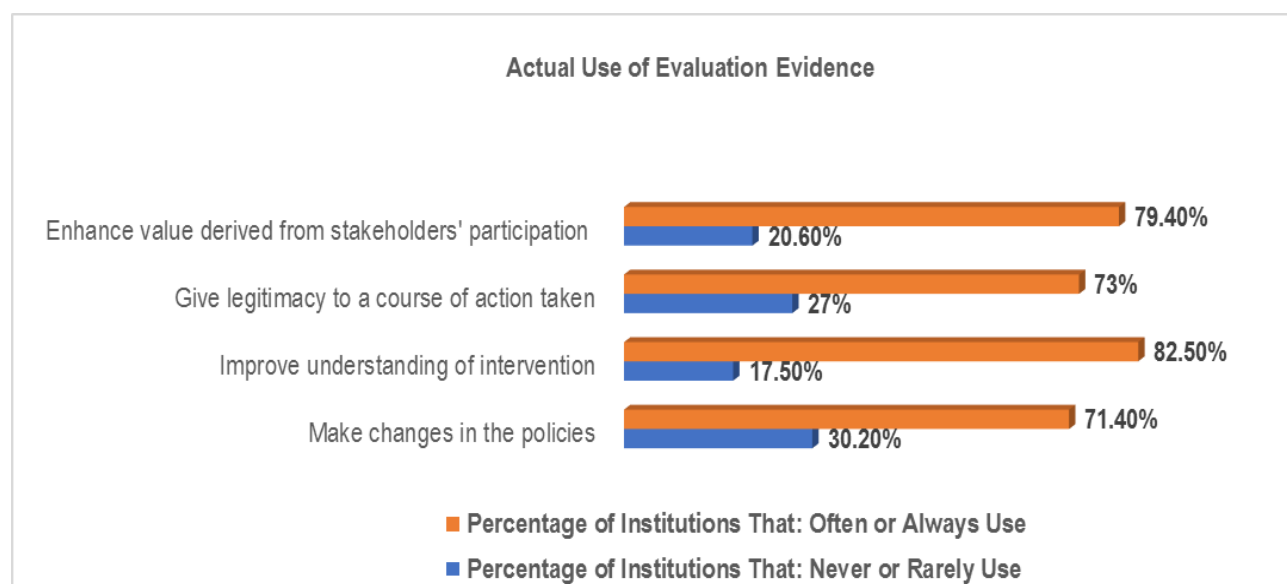 Actual Use of Evaluation Evidence
Enhance value derived from stakeholders' participation
79.40%
20.60%
Give legitimacy to a course of action taken
73%
27%
Improve understanding of intervention
82.50%
17.50%
Make changes in the policies
71.40%
30.20%
Percentage of Institutions That: Often or Always Use
Percentage of Institutions That: Never or Rarely Use